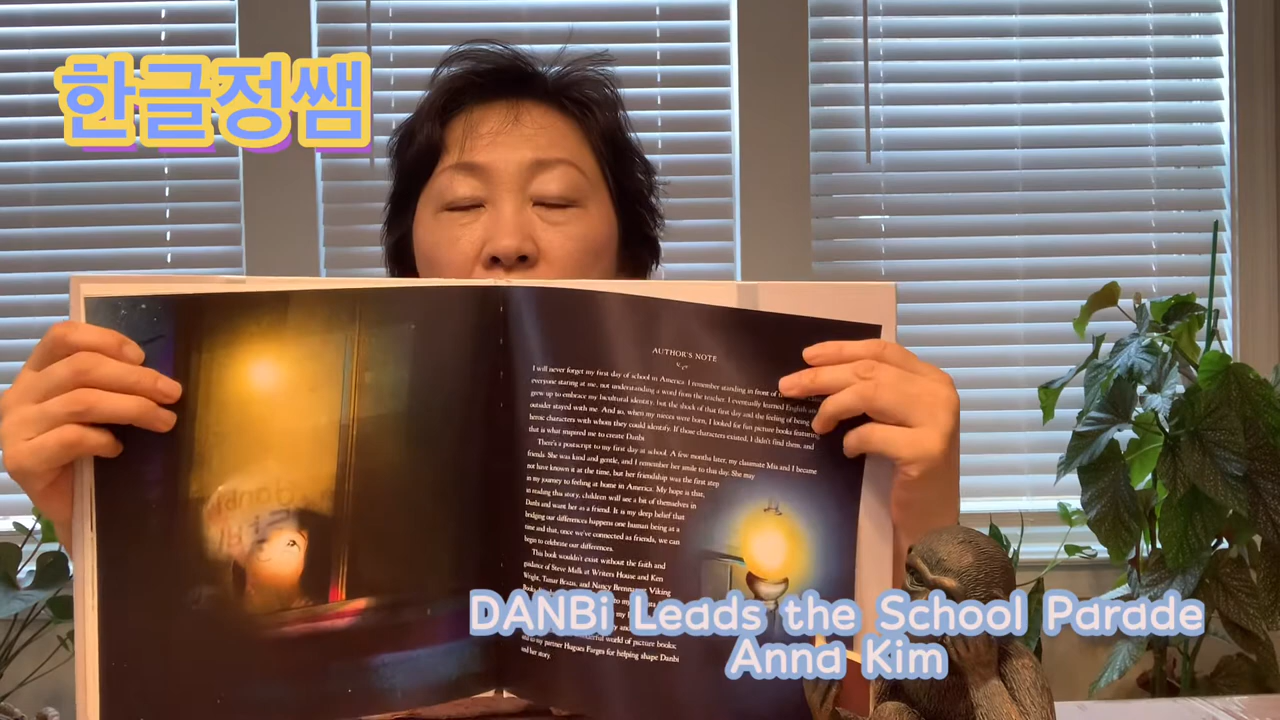 한글정쌤
AUTHOR'S NOTE
I will never forget my first day of school in America. I remember standing in front of
everyone staring at me, not understanding a word from the teacher. I eventually learned English and
grew up to embrace my bicultural identity, but the shock of that first day and the feeling of being
outsider stayed with me. And so, when my nieces were born, I looked for fun picture books featuring
heroic characters with whom they could identify. If those characters existed, I didn't find them, and
that is what inspired me to create Danbi.
There's a postscript to my first day at school. A few months later, my classmate Mia and I became
friends. She was kind and gentle, and I remember her smile to this day. She may
not have known it at the time, but her friendship was the first step
in my journey to feeling at home in America. My hope is that,
in reading this story, children will see a bit of themselves in
Danbi and want her as a friend. It is my deep belief that
bridging our differences happens one human being at a
time and that, once we've connected as friends, we can
begin to celebrate our differences.
This book wouldn't exist without the faith and
guidance of Steve Malk at Writers House and Ken
Wright, Tamar Brazis, and Nancy Brennan at Viking
DANBi Leads the School Parade
world of picture books;
Anna Kim
my partner Hugues Farges for helping shape Danbi
and her story.